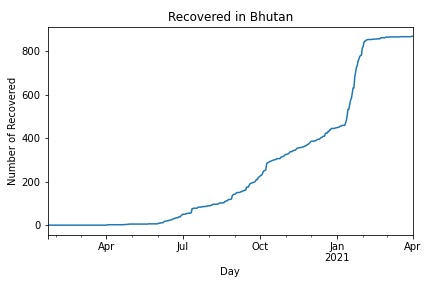 Recovered in Bhutan
Number of Recovered
800
600
400
200
0
Apr
Jul
Oct
Jan
2021
Apr
Day